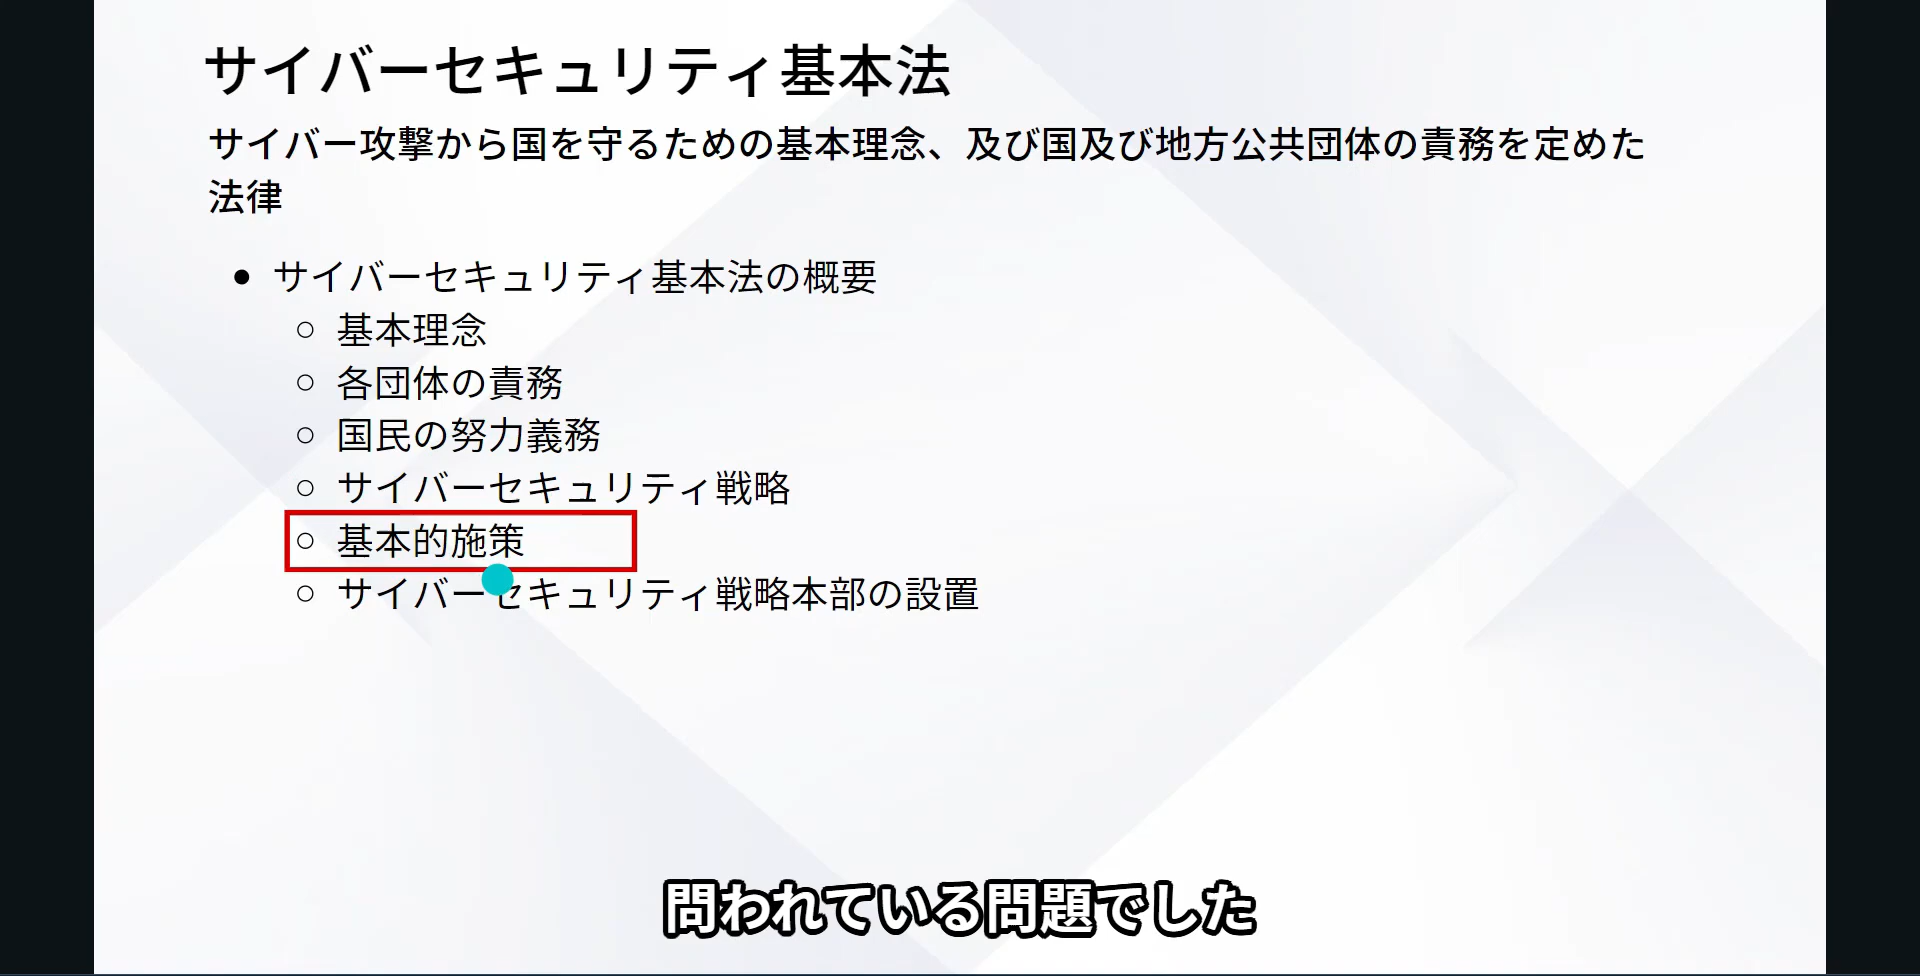 サイバーセキュリティ基本法
サイバー攻撃から国を守るための基本理念、及び国及び地方公共団体の責務を定めた
法律
● サイバーセキュリティ基本法の概要
○ 基本理念
○ 各団体の責務
○ 国民の努力義務
○ サイバーセキュリティ戦略
○ 基本的施策
○ サイバーセキュリティ戦略本部の設置
問われている問題でした